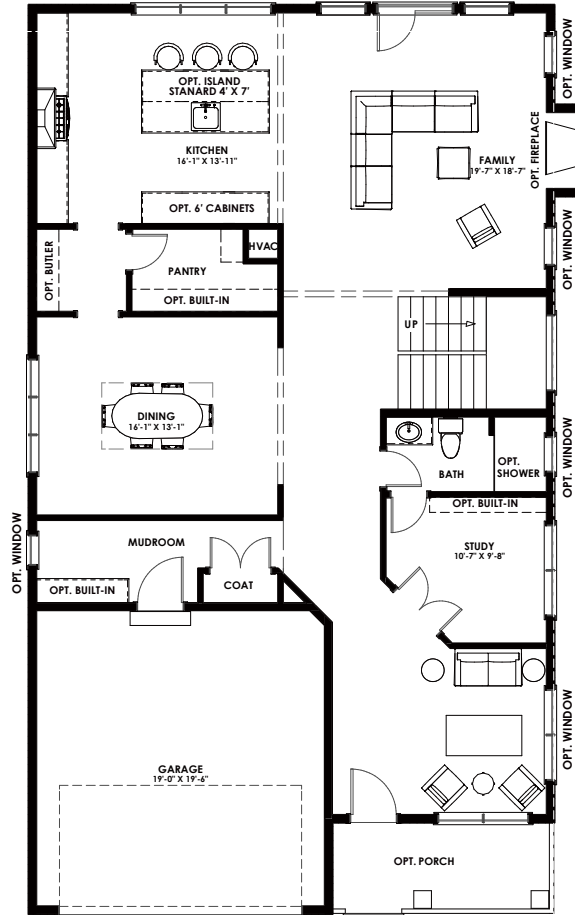 OPT. WINDOW
OPT. ISLAND
STANARD 4' X 7'
KITCHEN
16'-1" X 13'-11"
FAMILY
19'-7" X 18'-7"
OPT. FIREPLACE
OPT. 6' CABINETS
OPT. BUTLER
HVAC
PANTRY
OPT. BUILT-IN
OPT. WINDOW
UP
DINING
16'-1" X 13'-1"
BATH
OPT.
SHOWER
OPT. WINDOW
OPT. BUILT-IN
OPT. WINDOW
MUDROOM
STUDY
10'-7" X 9'-8"
COAT
OPT. BUILT-IN
OPT. WINDOW
GARAGE
19'-0" X 19'-6"
OPT. PORCH